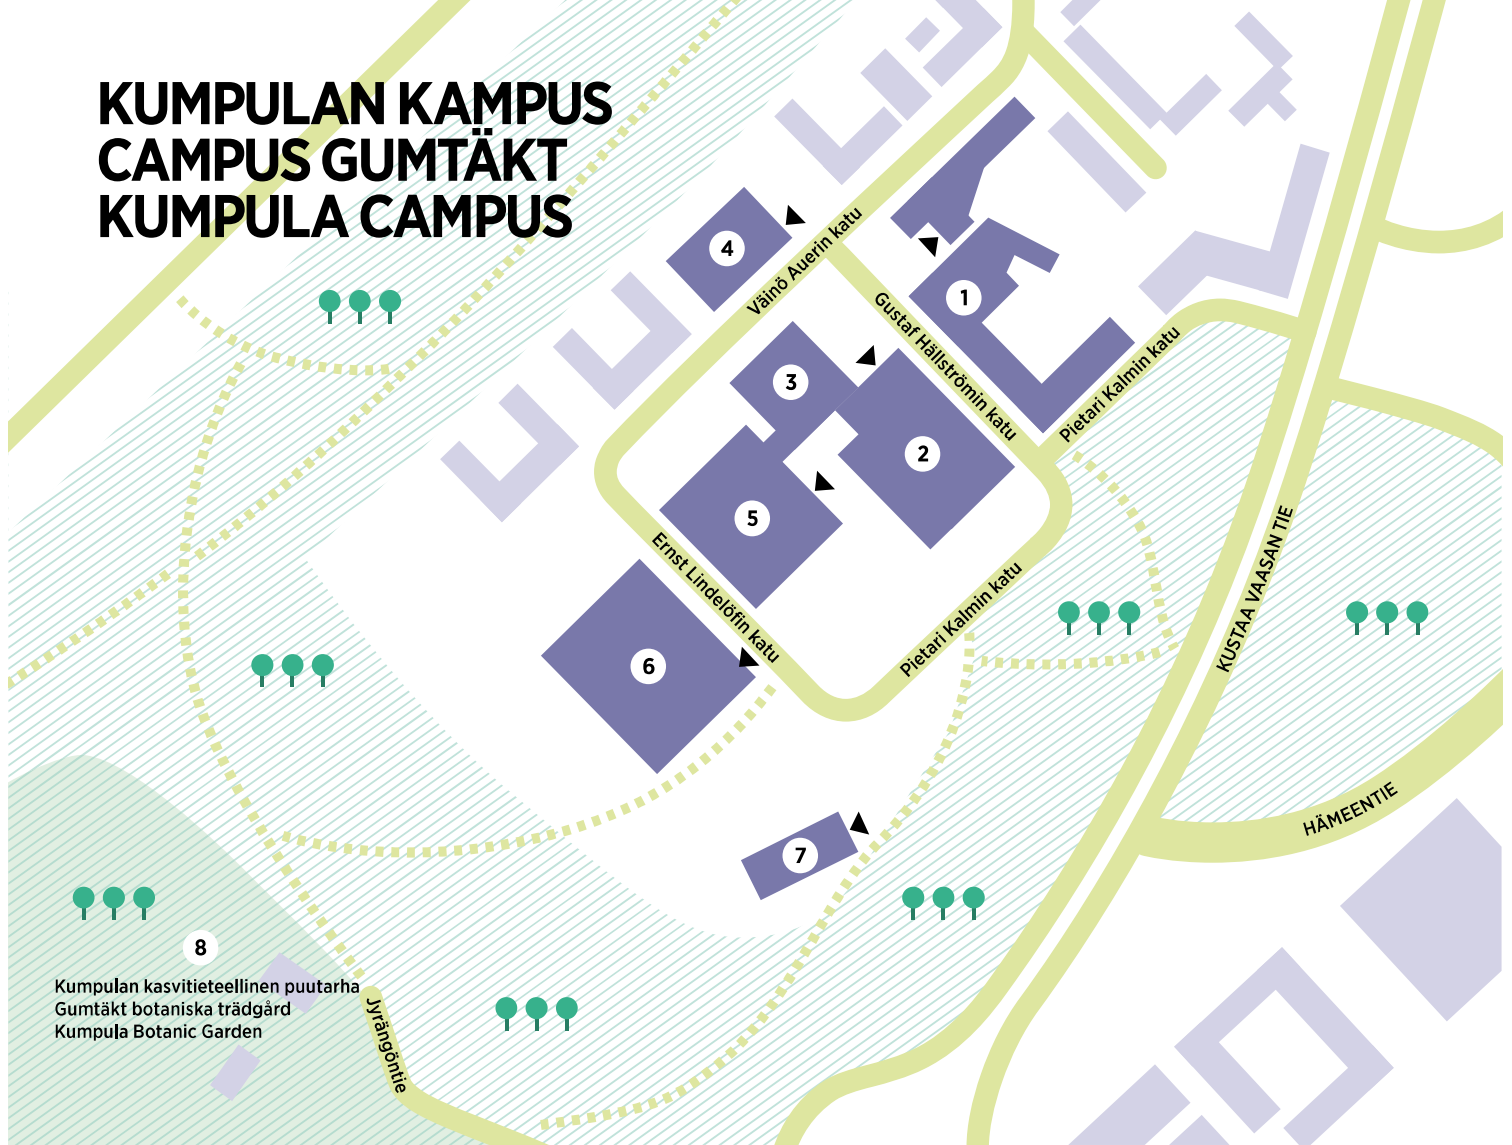 KUMPULAN KAMPUS
CAMPUS GUMTÄKT
KUMPULA CAMPUS
4
Väinö Auerin katu
1
Gustaf Hällströmin katu
Pietari Kalmin katu
3
2
5
Ernst Lindelöfin katu
6
Pietari Kalmin katu
KUSTAA VAASAN TIE
HÄMEENTIE
7
8
Kumpulan kasvitieteellinen puutarha
Gumtäkt botaniska trädgård
Kumpula Botanic Garden
Jyrängöntie